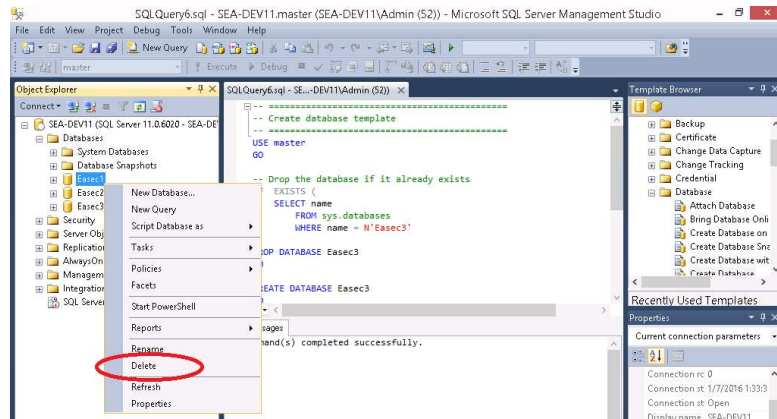 SQLQuery6.sql - SEA-DEV11.master (SEA-DEV11\Admin (52)) - Microsoft SQL Server Management Studio
File Edit View Project Debug Tools Window Help
New Query
master
Execute Debug
Object Explorer
Connect
SEA-DEV11 (SQL Server 11.0.6020 - SEA-DE
Databases
System Databases
Database Snapshots
Easec1
Easec2
Easec3
Security
Server Obj
Replication
AlwaysOn
Managem
Integration
SQL Server
New Database...
New Query
Script Database as
Tasks
Policies
Facets
Start PowerShell
Reports
Rename
Delete
Refresh
Properties
SQLQuery6.sql - SE...-DEV11\Admin (52))
-- =============================================
-- Create database template
-- =============================================
USE master
GO
-- Drop the database if it already exists
EXISTS (
SELECT name
FROM sys.databases
WHERE name = N'Easec3'
OP DATABASE Easec3
EATE DATABASE Easec3
sages
mand(s) completed successfully.
Template Browser
Backup
Certificate
Change Data Capture
Change Tracking
Credential
Database
Attach Database
Bring Database Onli
Create Database on
Create Database Sna
Create Database wit
Create Database
Recently Used Templates
Properties
Current connection parameters
Connection rc 0
Connection st 1/7/2016 1:33:3
Connection st Open
Display name SEA-DEV11